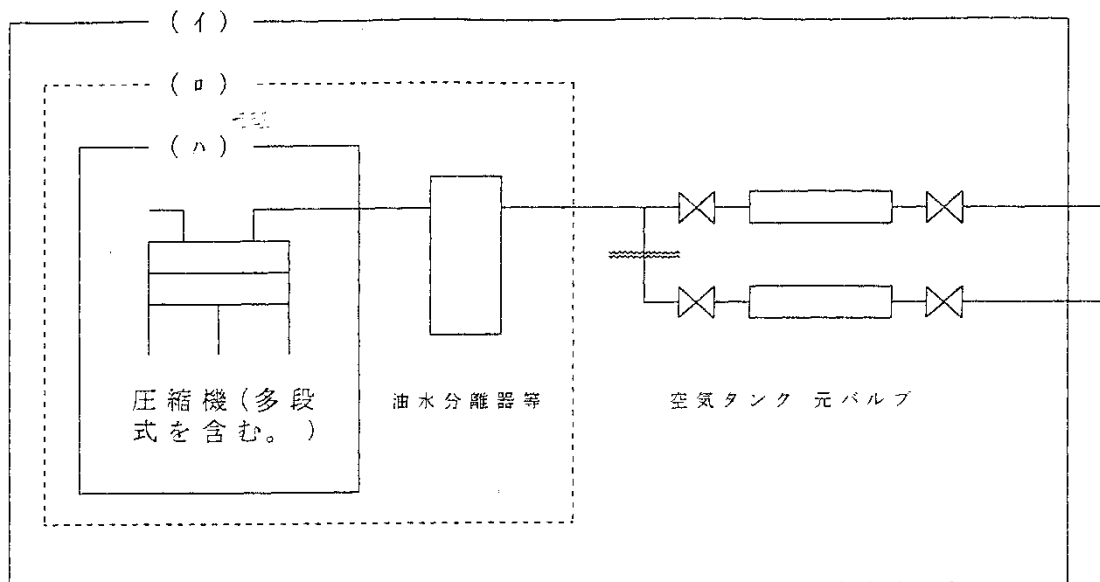 (イ)
(ロ)
(ハ)
圧縮機(多段
式を含む。)
油水分離器等
空気タンク 元バルブ